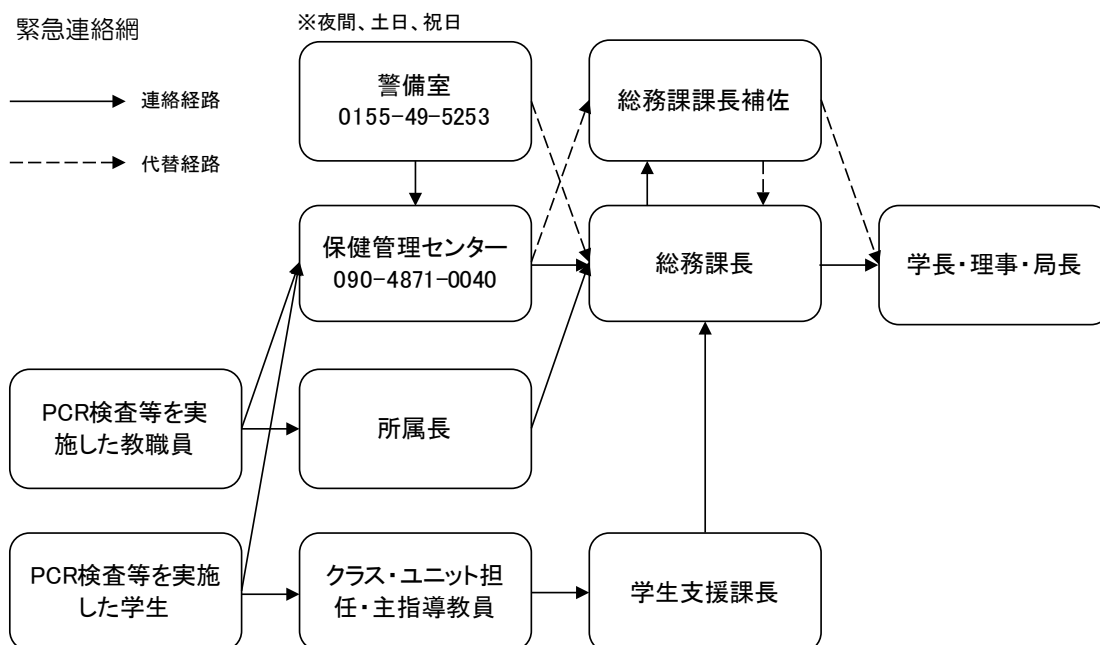 緊急連絡網
※夜間、土日、祝日
連絡経路
代替経路
警備室
0155-49-5253
総務課課長補佐
保健管理センター
090-4871-0040
総務課長
学長・理事・局長
PCR検査等を実
施した教職員
所属長
PCR検査等を実施
した学生
クラス・ユニット担
任・主指導教員
学生支援課長